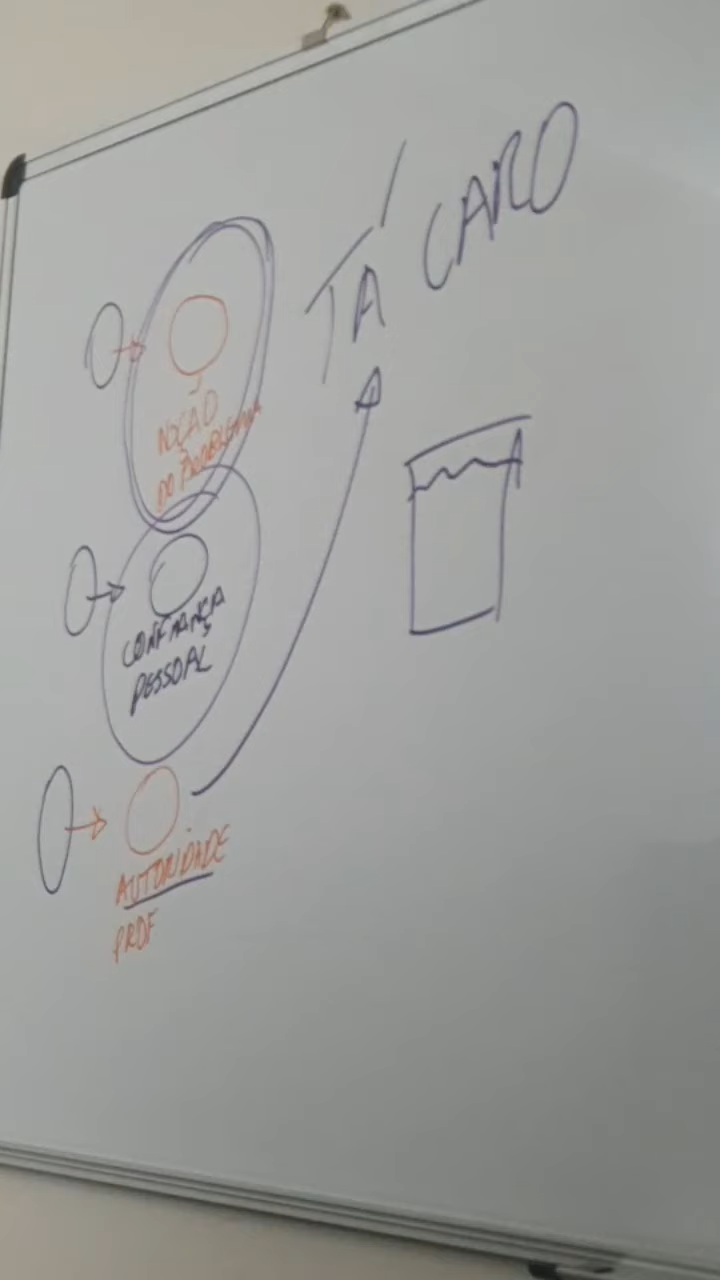 TÁ CARO
NOÇÃO
DO PROBLEMA
CONFIANÇA
PESSOAL
AUTORIDADE
PROF